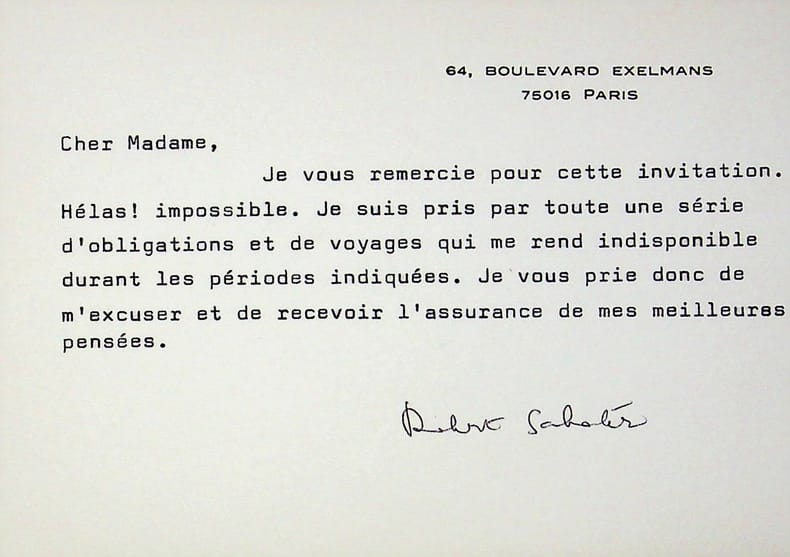 64, BOULEVARD EXELMANS
75016 PARIS
Cher Madame,
Je vous remercie pour cette invitation.
Hélas! impossible. Je suis pris par toute une série
d'obligations et de voyages qui me rend indisponible
durant les périodes indiquées. Je vous prie donc de
m'excuser et de recevoir l'assurance de mes meilleures
pensées.
Robert Sabatier